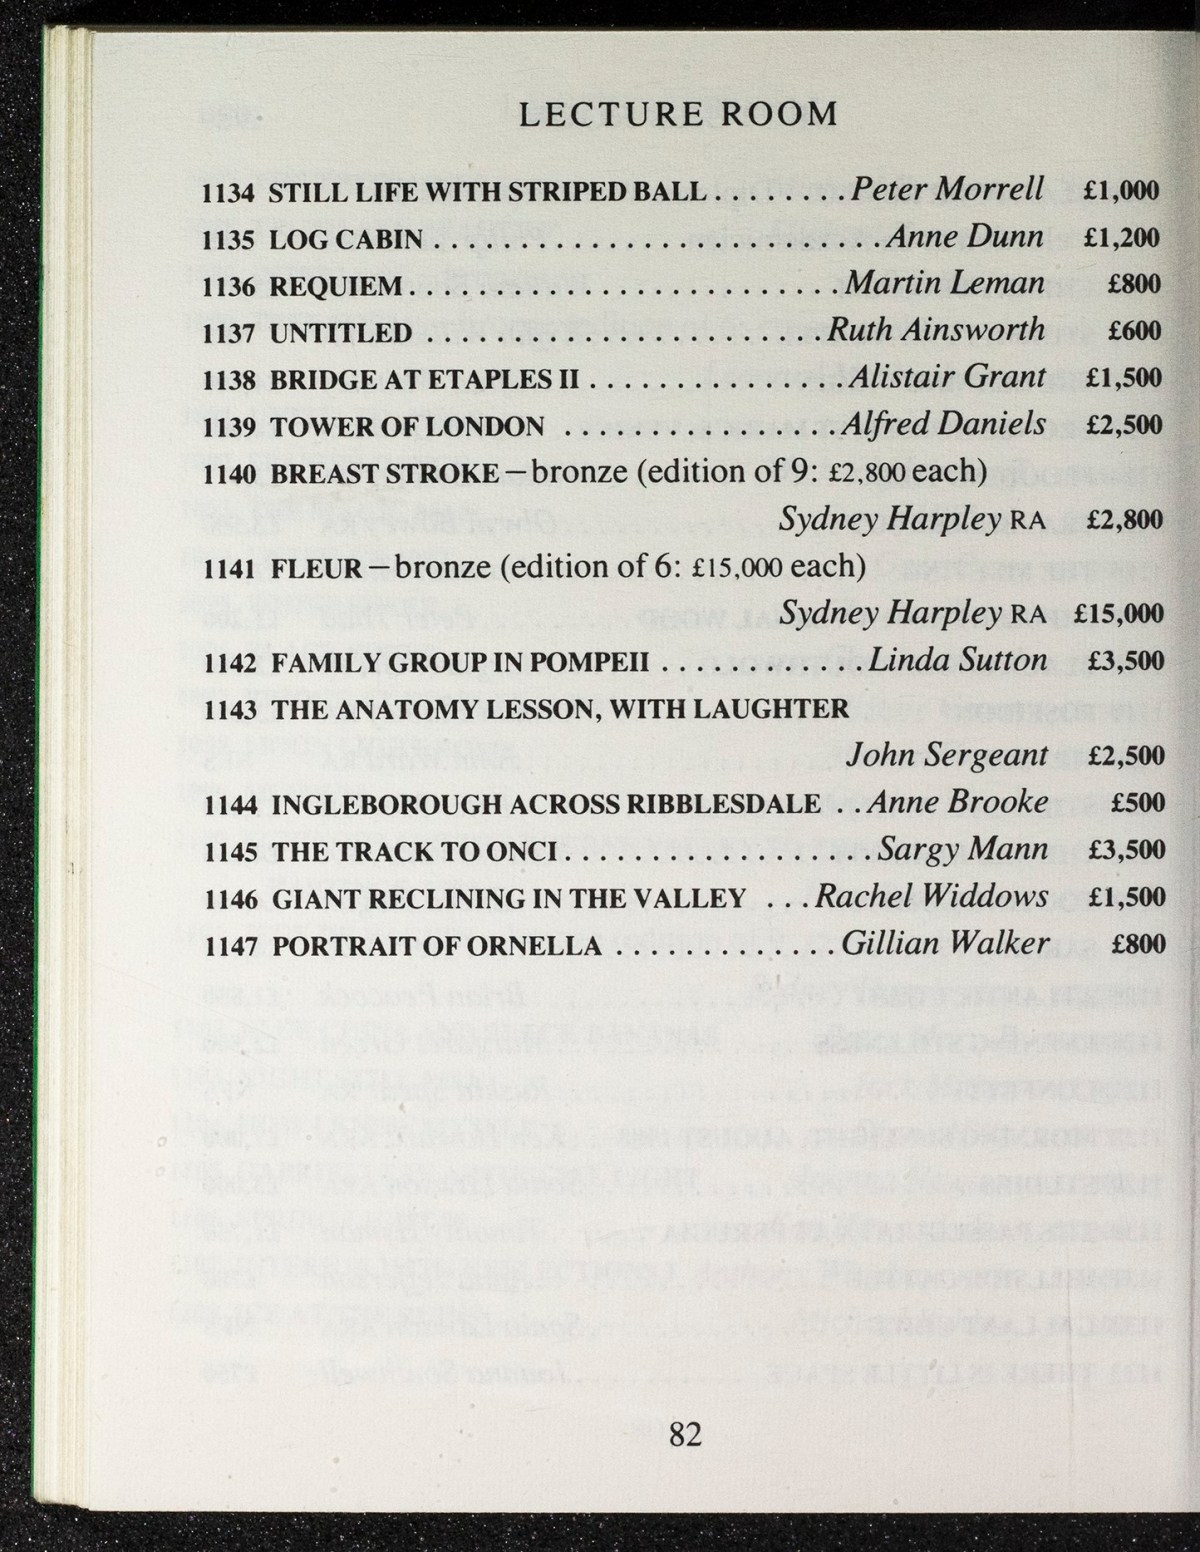 LECTURE ROOM
1134 STILL LIFE WITH STRIPED BALL........Peter Morrell £1,000
1135 LOG CABIN...........................Anne Dunn £1,200
1136 REQUIEM..........................Martin Leman £800
1137 UNTITLED........................Ruth Ainsworth £600
1138 BRIDGE AT ETAPLES II................Alistair Grant £1,500
1139 TOWER OF LONDON.................Alfred Daniels £2,500
1140 BREAST STROKE—bronze (edition of 9: £2,800 each)
Sydney Harpley RA £2,800
1141 FLEUR—bronze (edition of 6: £15,000 each)
Sydney Harpley RA £15,000
1142 FAMILY GROUP IN POMPEII............Linda Sutton £3,500
1143 THE ANATOMY LESSON, WITH LAUGHTER
John Sergeant £2,500
1144 INGLEBOROUGH ACROSS RIBBLESDALE ..Anne Brooke £500
1145 THE TRACK TO ONCI...................Sargy Mann £3,500
1146 GIANT RECLINING IN THE VALLEY ...Rachel Widdows £1,500
1147 PORTRAIT OF ORNELLA.............Gillian Walker £800
82